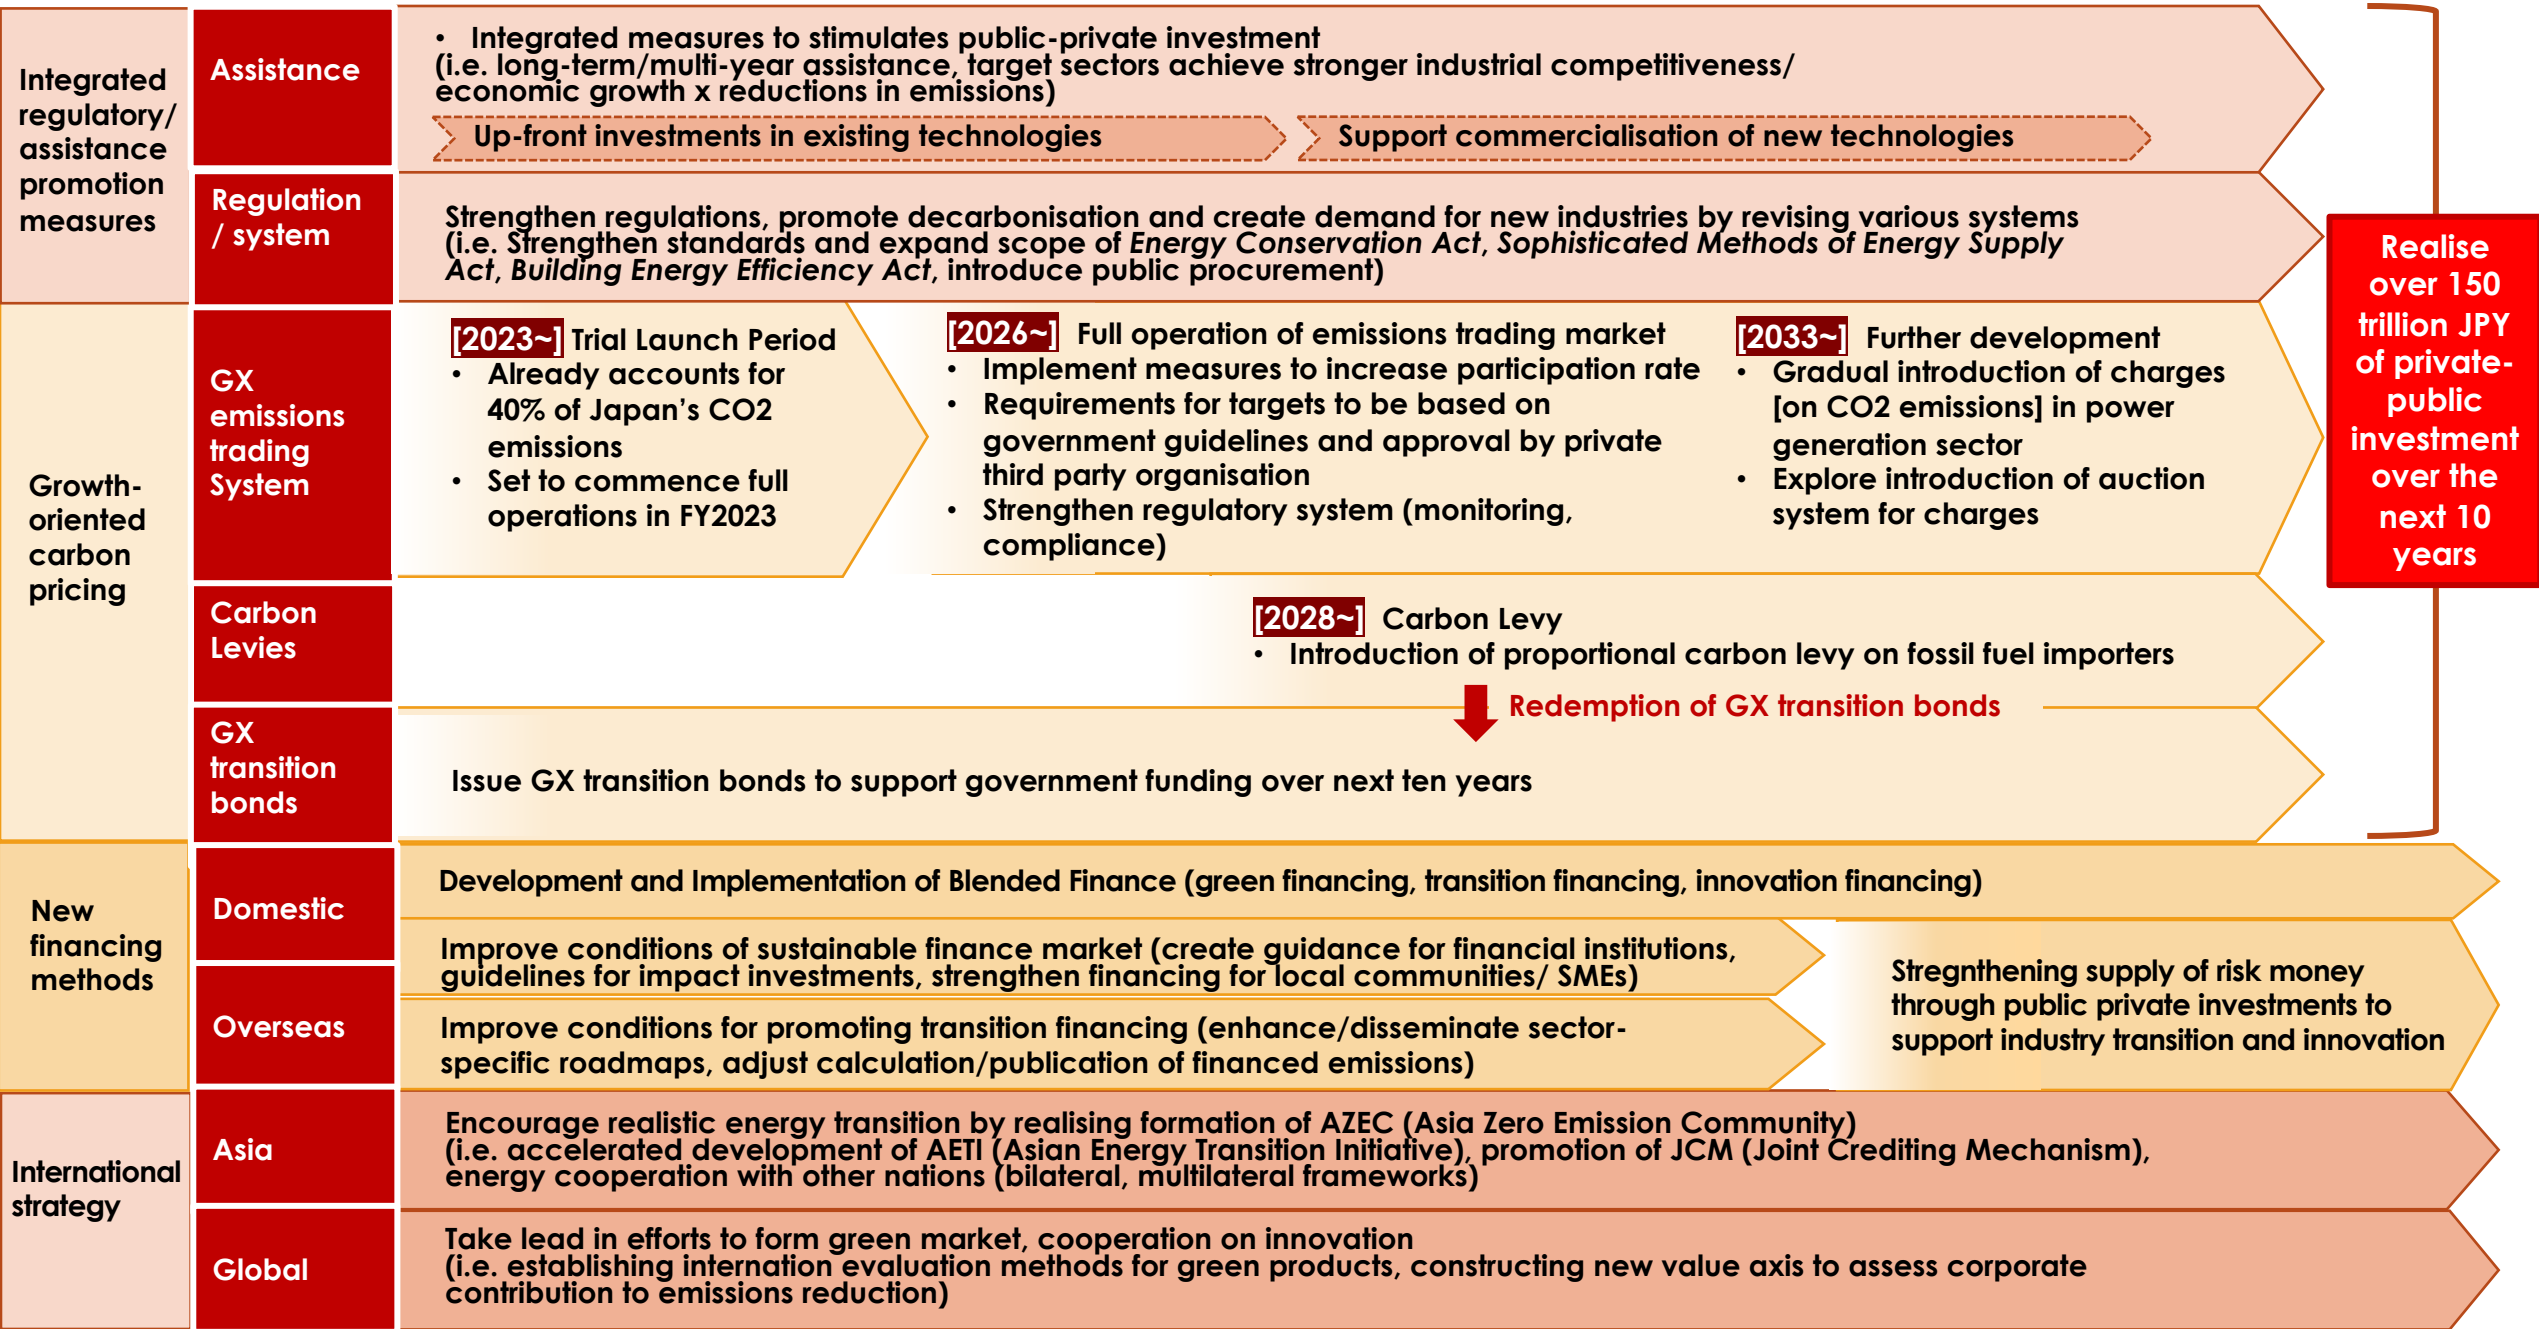 Integrated
regulatory/
assistance
promotion
measures
Assistance
• Integrated measures to stimulates public-private investment
(i.e. long-term/multi-year assistance, target sectors achieve stronger industrial competitiveness/
economic growth x reductions in emissions)
Up-front investments in existing technologies
Support commercialisation of new technologies
Regulation
/ system
Strengthen regulations, promote decarbonisation and create demand for new industries by revising various systems
(i.e. Strengthen standards and expand scope of Energy Conservation Act, Sophisticated Methods of Energy Supply
Act, Building Energy Efficiency Act, introduce public procurement)
Growth-
oriented
carbon
pricing
GX
emissions
trading
System
[2023~] Trial Launch Period
• Already accounts for
40% of Japan's CO2
emissions
• Set to commence full
operations in FY2023
[2026~] Full operation of emissions trading market
• Implement measures to increase participation rate
• Requirements for targets to be based on
government guidelines and approval by private
third party organisation
• Strengthen regulatory system (monitoring,
compliance)
[2033~] Further development
• Gradual introduction of charges
[on CO2 emissions] in power
generation sector
• Explore introduction of auction
system for charges
Carbon
Levies
[2028~] Carbon Levy
• Introduction of proportional carbon levy on fossil fuel importers
Redemption of GX transition bonds
GX
transition
bonds
Issue GX transition bonds to support government funding over next ten years
Realise
over 150
trillion JPY
of private-
public
investment
over the
next 10
years
New
financing
methods
Domestic
Development and Implementation of Blended Finance (green financing, transition financing, innovation financing)
Improve conditions of sustainable finance market (create guidance for financial institutions,
guidelines for impact investments, strengthen financing for local communities/ SMEs)
Overseas
Improve conditions for promoting transition financing (enhance/disseminate sector-
specific roadmaps, adjust calculation/publication of financed emissions)
Stregnthening supply of risk money
through public private investments to
support industry transition and innovation
International
strategy
Asia
Encourage realistic energy transition by realising formation of AZEC (Asia Zero Emission Community)
(i.e. accelerated development of AETI (Asian Energy Transition Initiative), promotion of JCM (Joint Crediting Mechanism),
energy cooperation with other nations (bilateral, multilateral frameworks)
Global
Take lead in efforts to form green market, cooperation on innovation
(i.e. establishing internation evaluation methods for green products, constructing new value axis to assess corporate
contribution to emissions reduction)